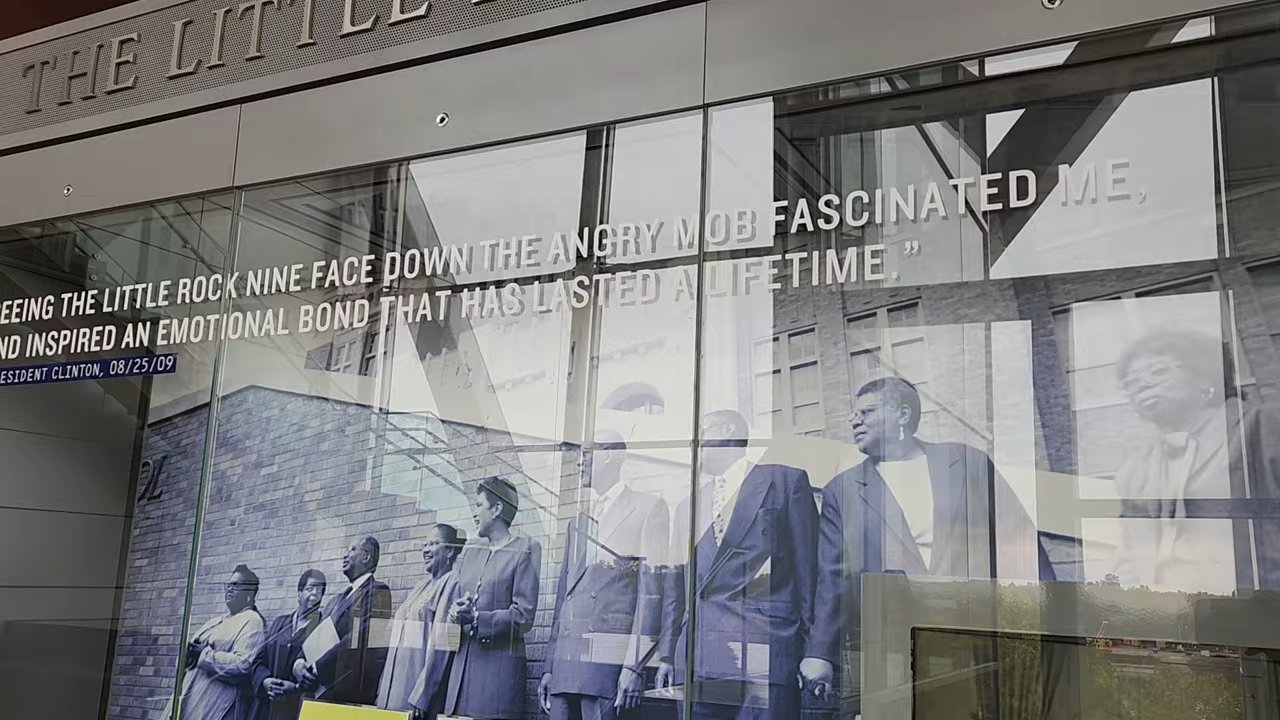 THE LITTLE
EEING THE LITTLE ROCK NINE FACE DOWN THE ANGRY MOB FASCINATED ME,
ND INSPIRED AN EMOTIONAL BOND THAT HAS LASTED A LIFETIME.”
ESIDENT CLINTON, 08/25/09